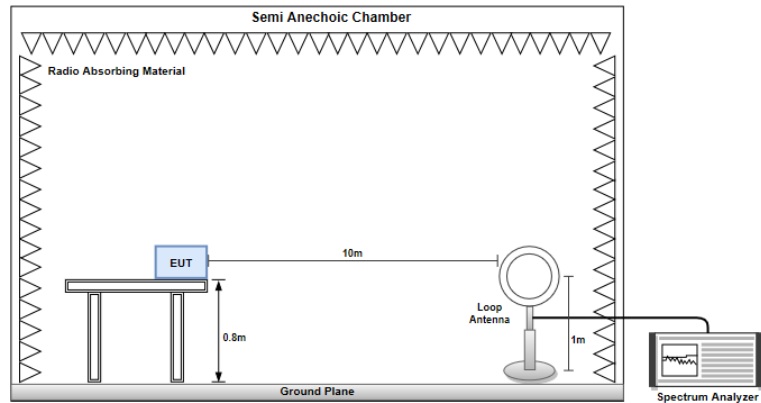 Semi Anechoic Chamber
Radio Absorbing Material
EUT
10m
Loop
Antenna
0.8m
1m
Ground Plane
Spectrum Analyzer